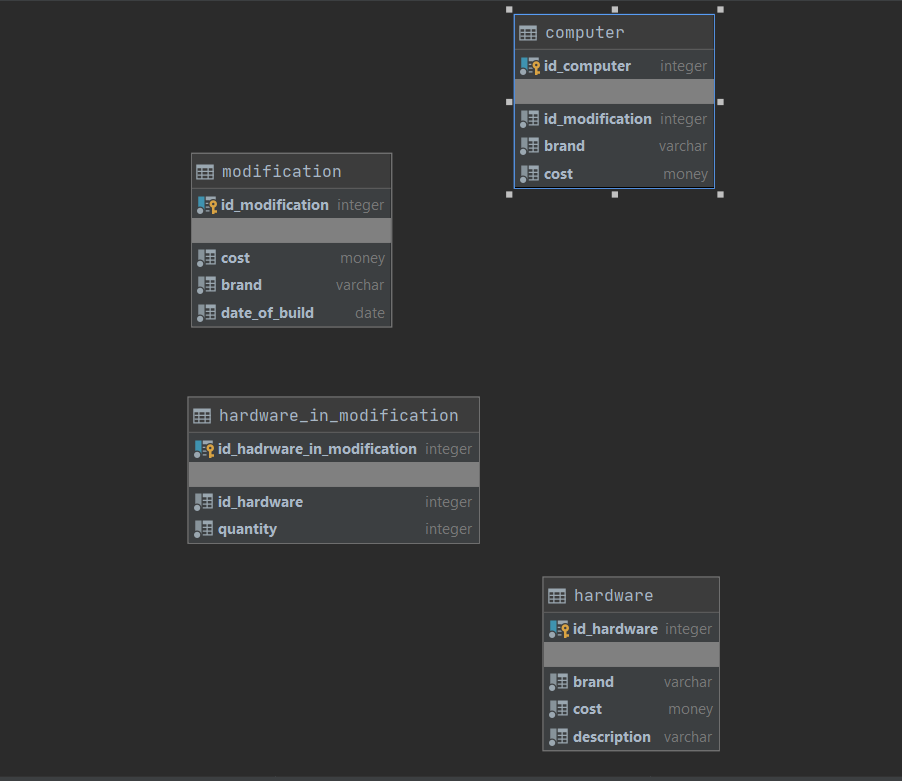 computer
id_computer integer
id_modification integer
brand varchar
cost money
modification
id_modification integer
cost money
brand varchar
date_of_build date
hardware_in_modification
id_hadrware_in_modification integer
id_hardware integer
quantity integer
hardware
id_hardware integer
brand varchar
cost money
description varchar